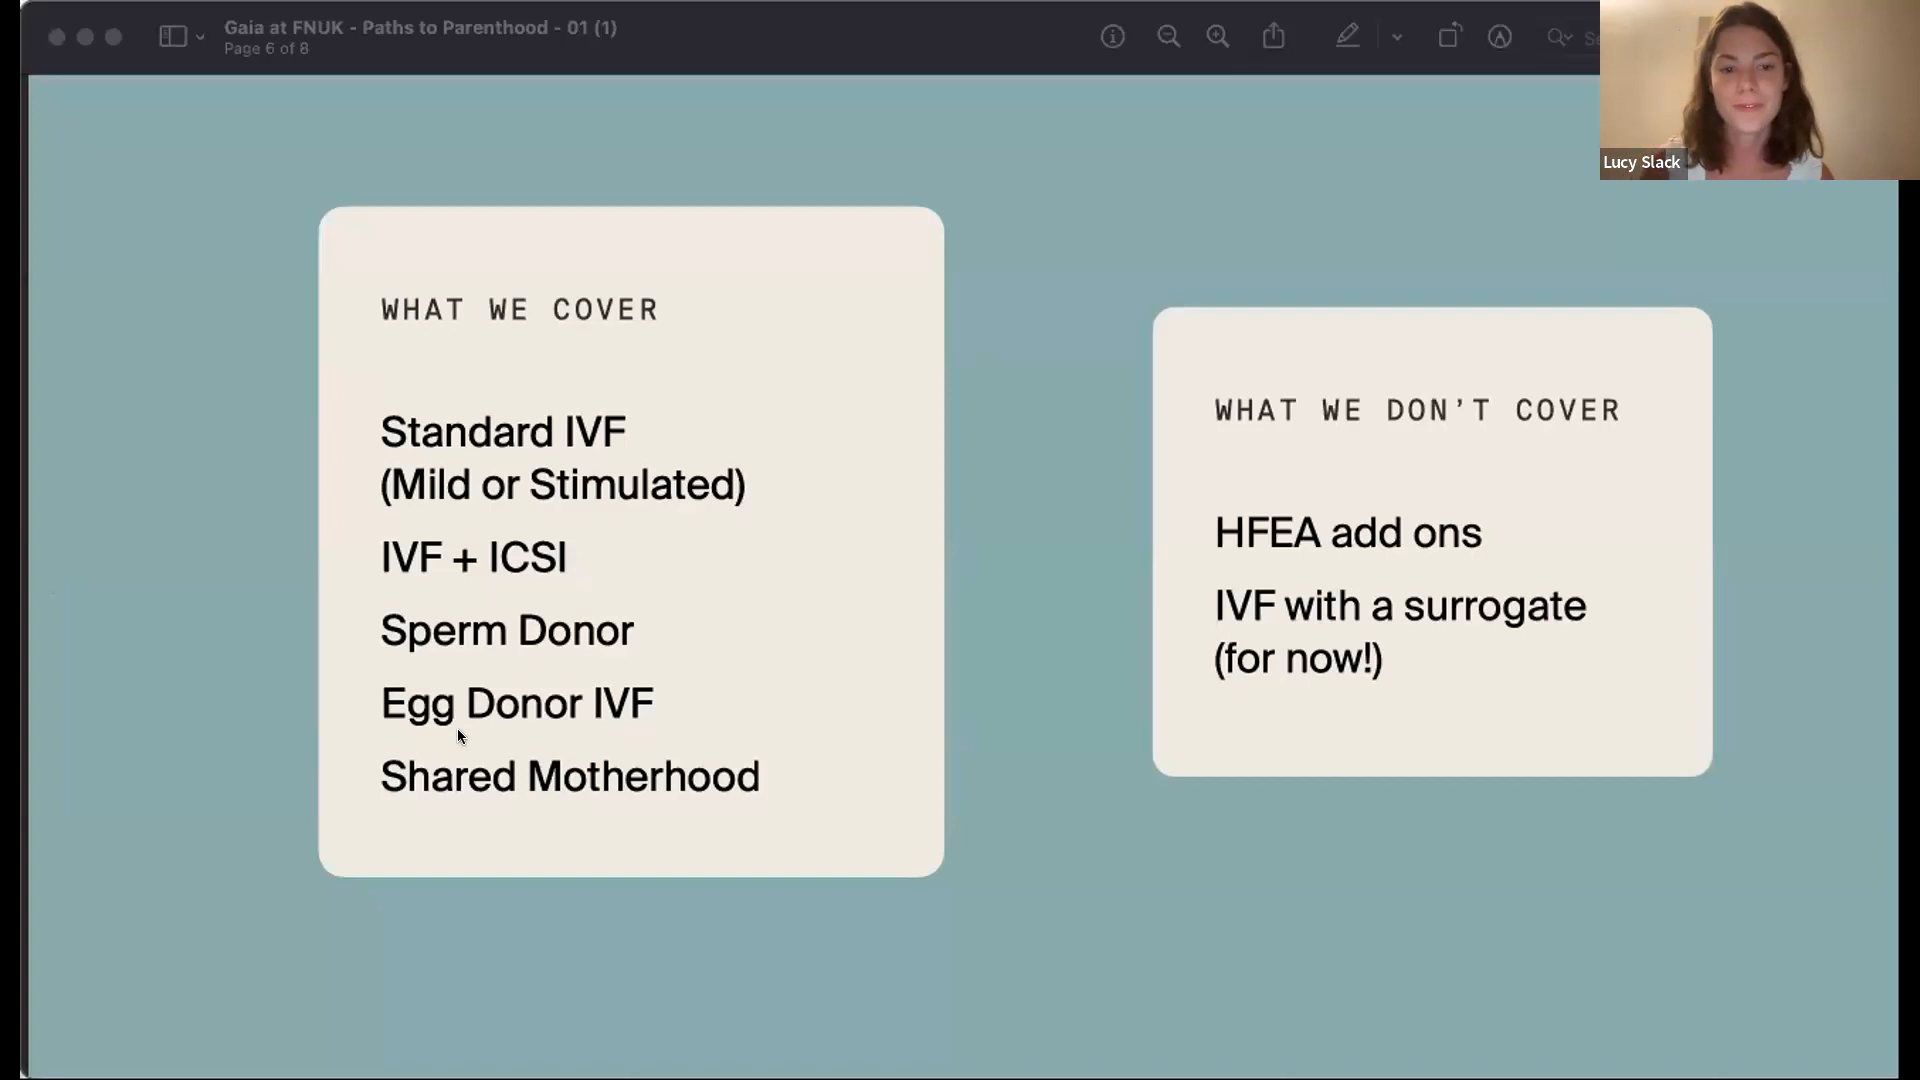 Gaia at FNUK - Paths to Parenthood - 01 (1)
Page 6 of 8
Lucy Slack
WHAT WE COVER
Standard IVF
(Mild or Stimulated)
IVF + ICSI
Sperm Donor
Egg Donor IVF
Shared Motherhood
WHAT WE DON'T COVER
HFEA add ons
IVF with a surrogate
(for now!)